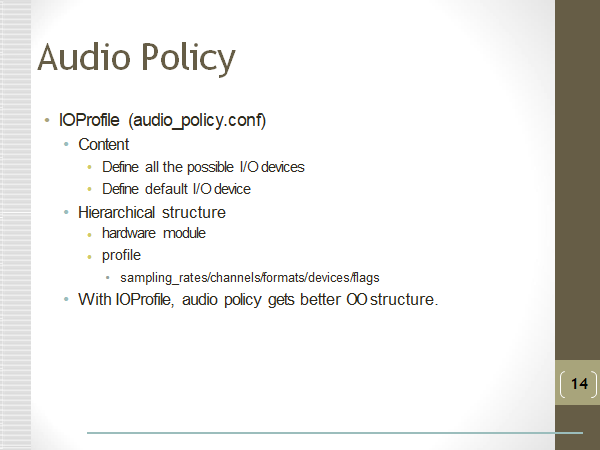 Audio Policy
• IOProfile (audio_policy.conf)
• Content
• Define all the possible I/O devices
• Define default I/O device
• Hierarchical structure
• hardware module
• profile
• sampling_rates/channels/formats/devices/flags
• With IOProfile, audio policy gets better OO structure.
14